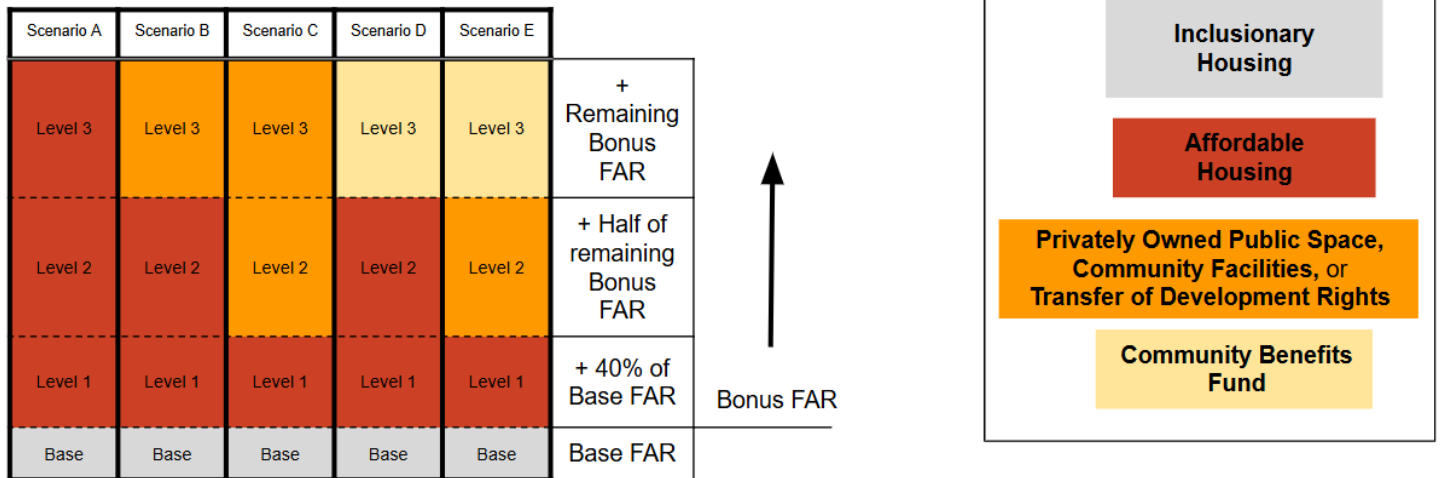 Scenario A Scenario B Scenario C Scenario D Scenario E
Level 3 Level 3 Level 3 Level 3 Level 3
+
Remaining
Bonus
FAR
Level 2 Level 2 Level 2 Level 2 Level 2
+ Half of
remaining
Bonus
FAR
Level 1 Level 1 Level 1 Level 1 Level 1
+ 40% of
Base FAR
Bonus FAR
Base Base Base Base Base
Base FAR
Inclusionary
Housing
Affordable
Housing
Privately Owned Public Space,
Community Facilities, or
Transfer of Development Rights
Community Benefits
Fund